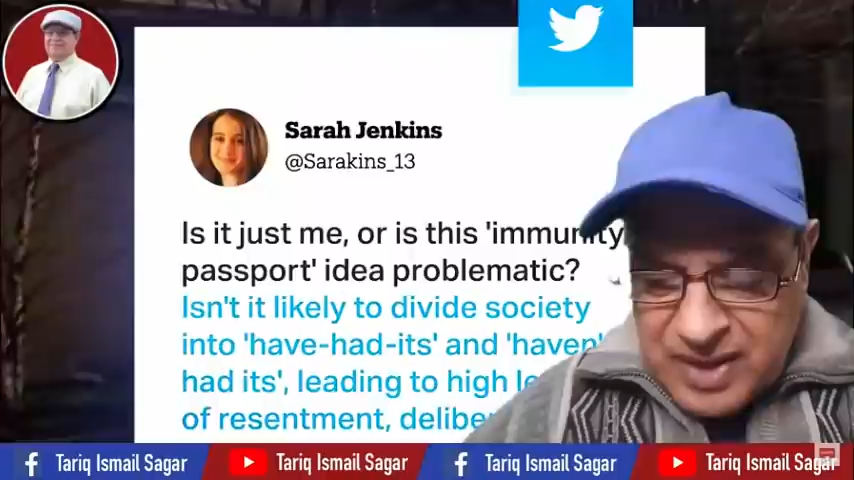 Sarah Jenkins
@Sarakins_13
Is it just me, or is this 'immunity
passport' idea problematic?
Isn't it likely to divide society
into 'have-had-its' and 'haven'
had its', leading to high
of resentment,
Tariq Ismail Sagar Tariq Ismail Sagar Tariq Ismail Sagar Tariq Ismail Sagar